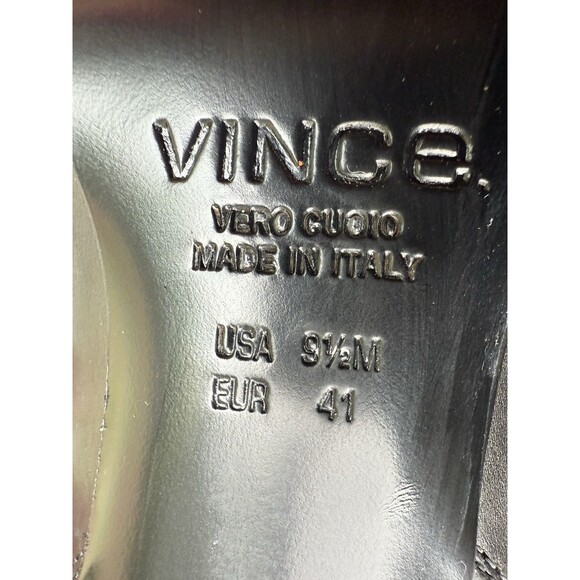 VINCe.
VERO CUOIO
MADE IN ITALY
USA 9½M
EUR 41